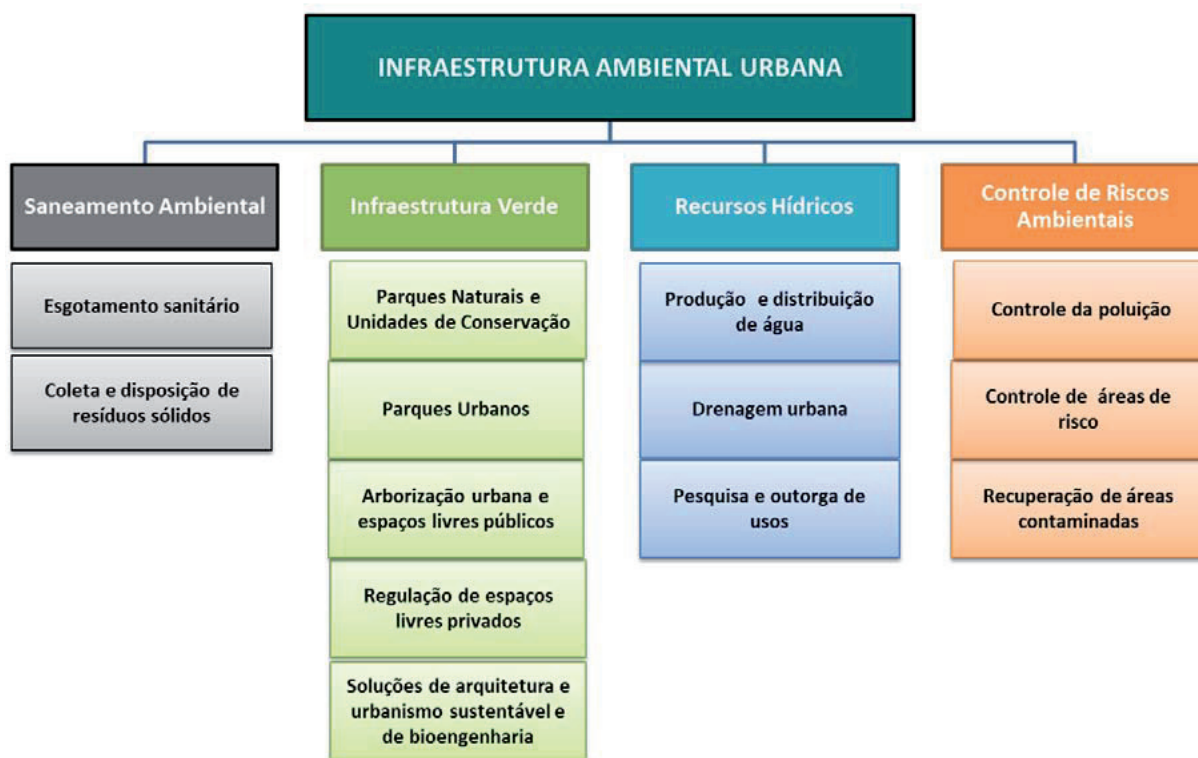 INFRAESTRUTURA AMBIENTAL URBANA
Saneamento Ambiental
Esgotamento sanitário
Coleta e disposição de
resíduos sólidos
Infraestrutura Verde
Parques Naturais e
Unidades de Conservação
Parques Urbanos
Arborização urbana e
espaços livres públicos
Regulação de espaços
livres privados
Soluções de arquitetura e
urbanismo sustentável e
de bioengenharia
Recursos Hídricos
Produção e distribuição
de água
Drenagem urbana
Pesquisa e outorga de
usos
Controle de Riscos
Ambientais
Controle da poluição
Controle de áreas de
risco
Recuperação de áreas
contaminadas